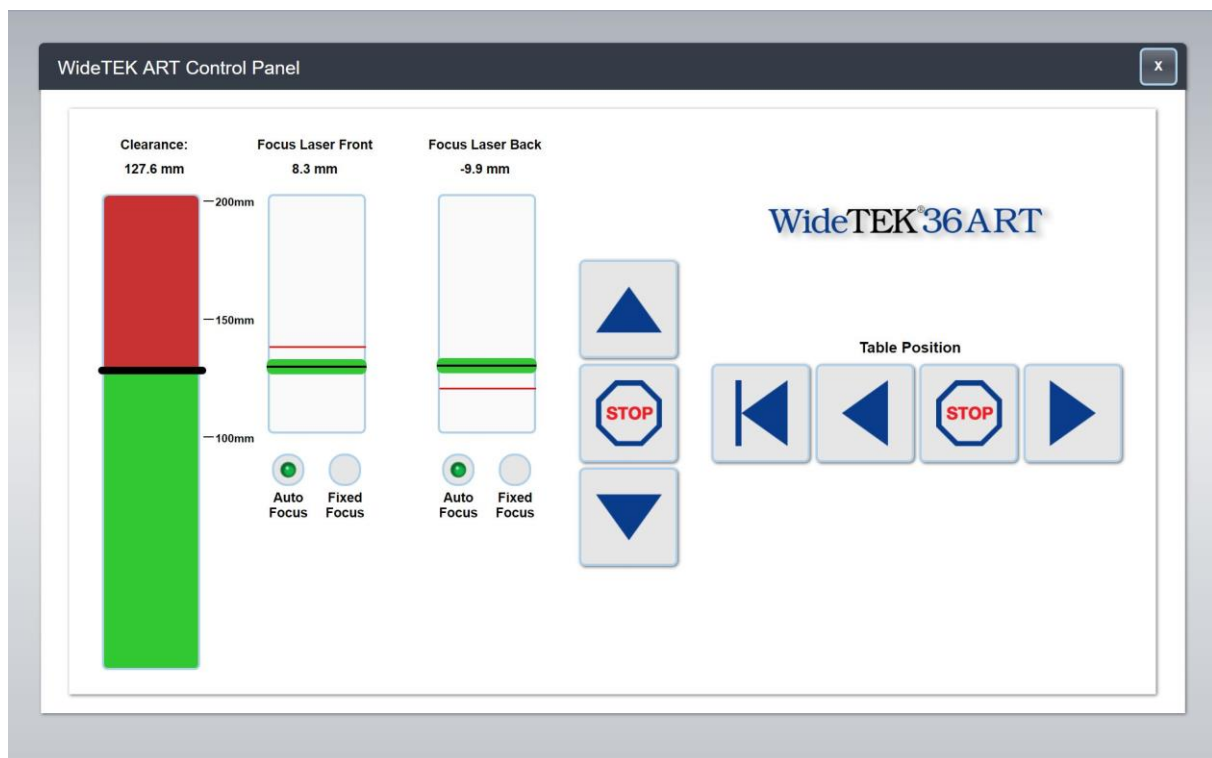 WideTEK ART Control Panel
x
Clearance:
127.6 mm
Focus Laser Front
8.3 mm
Focus Laser Back
-9.9 mm
200mm
150mm
100mm
Auto Focus
Fixed Focus
Auto Focus
Fixed Focus
STOP
WideTEK®36ART
Table Position
STOP